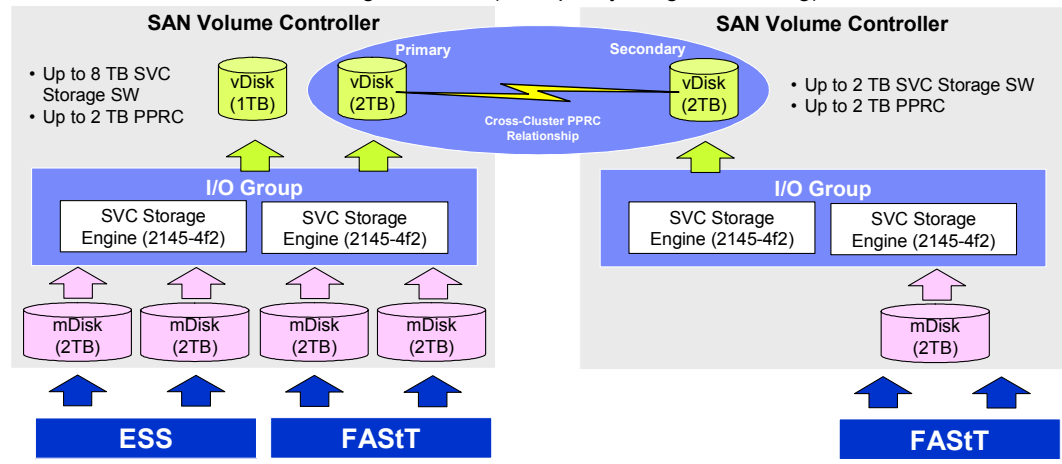 SAN Volume Controller
• Up to 8 TB SVC
Storage SW
• Up to 2 TB PPRC
vDisk
(1TB)
Primary
vDisk
(2TB)
Cross-Cluster PPRC
Relationship
Secondary
vDisk
(2TB)
I/O Group
SVC Storage
Engine (2145-4f2)
SVC Storage
Engine (2145-4f2)
mDisk
(2TB)
mDisk
(2TB)
mDisk
(2TB)
mDisk
(2TB)
ESS
FAStT
SAN Volume Controller
• Up to 2 TB SVC Storage SW
• Up to 2 TB PPRC
I/O Group
SVC Storage
Engine (2145-4f2)
SVC Storage
Engine (2145-4f2)
mDisk
(2TB)
FAStT